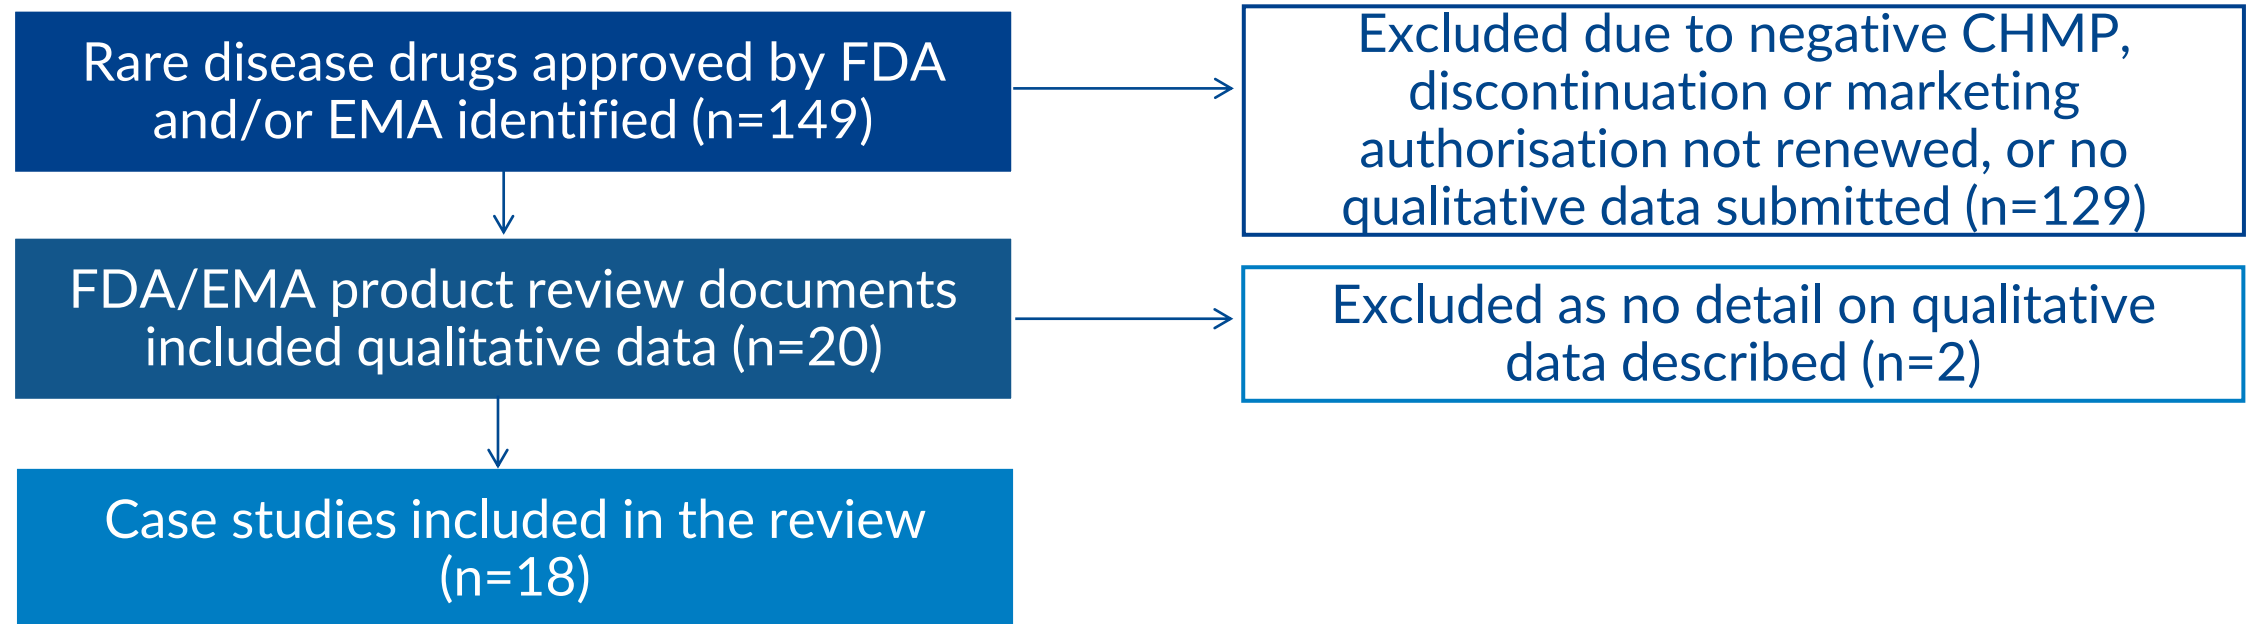 Rare disease drugs approved by FDA
and/or EMA identified (n=149)
Excluded due to negative CHMP,
discontinuation or marketing
authorisation not renewed, or no
qualitative data submitted (n=129)
FDA/EMA product review documents
included qualitative data (n=20)
Excluded as no detail on qualitative
data described (n=2)
Case studies included in the review
(n=18)